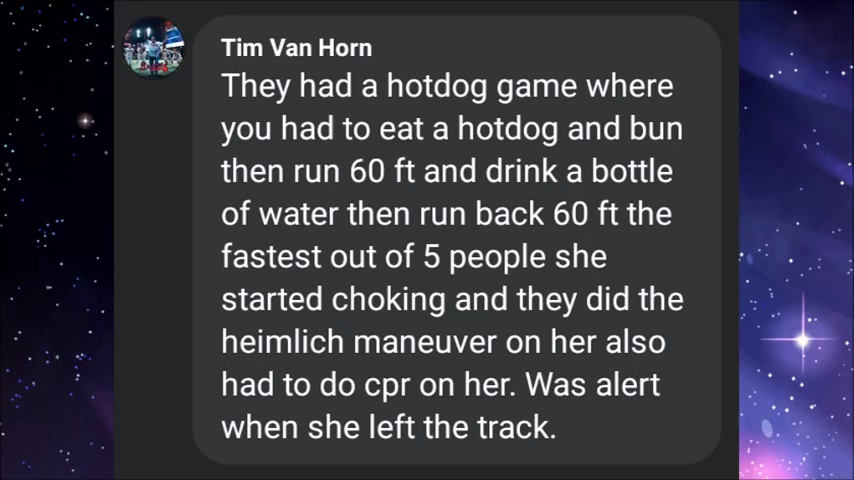 Tim Van Horn
They had a hotdog game where
you had to eat a hotdog and bun
then run 60 ft and drink a bottle
of water then run back 60 ft the
fastest out of 5 people she
started choking and they did the
heimlich maneuver on her also
had to do cpr on her. Was alert
when she left the track.